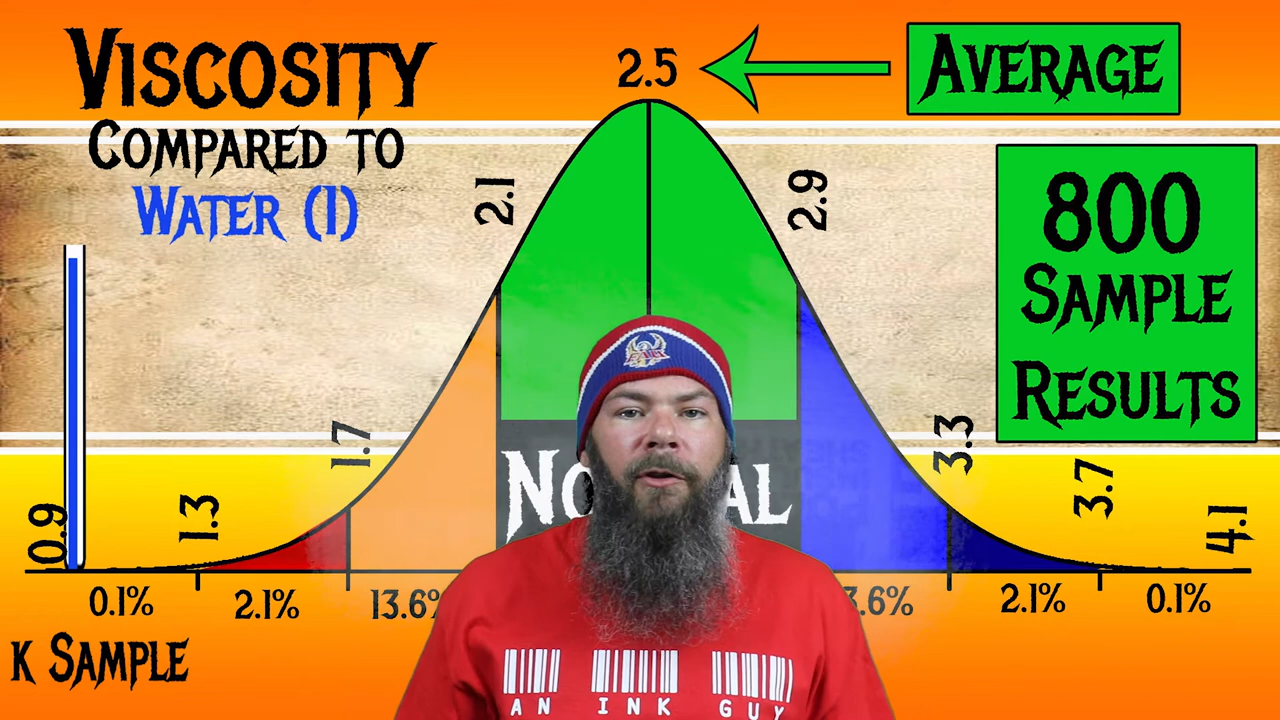 VISCOSITY
COMPARED TO
WATER (1)
2.5
AVERAGE
800
SAMPLE
RESULTS
2.1
2.9
1.7
3.3
1.3
3.7
0.9
4.1
0.1%
2.1%
13.6%
2.1%
0.1%
K SAMPLE
AN INK GUY